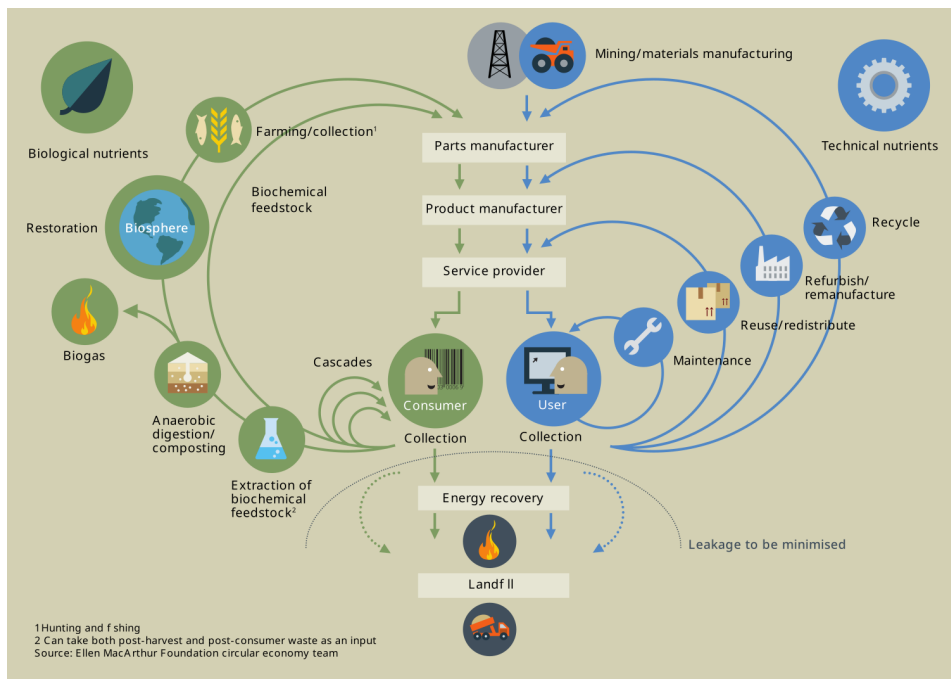 Mining/materials manufacturing
Biological nutrients
Technical nutrients
Farming/collection¹
Parts manufacturer
Biochemical
feedstock
Product manufacturer
Restoration
Biosphere
Recycle
Service provider
Refurbish/
remanufacture
Reuse/redistribute
Biogas
Maintenance
Cascades
Consumer
User
Anaerobic
digestion/
composting
Collection
Collection
Extraction of
biochemical
feedstock²
Energy recovery
Leakage to be minimised
Landf ll
1Hunting and f shing
2 Can take both post-harvest and post-consumer waste as an input
Source: Ellen MacArthur Foundation circular economy team